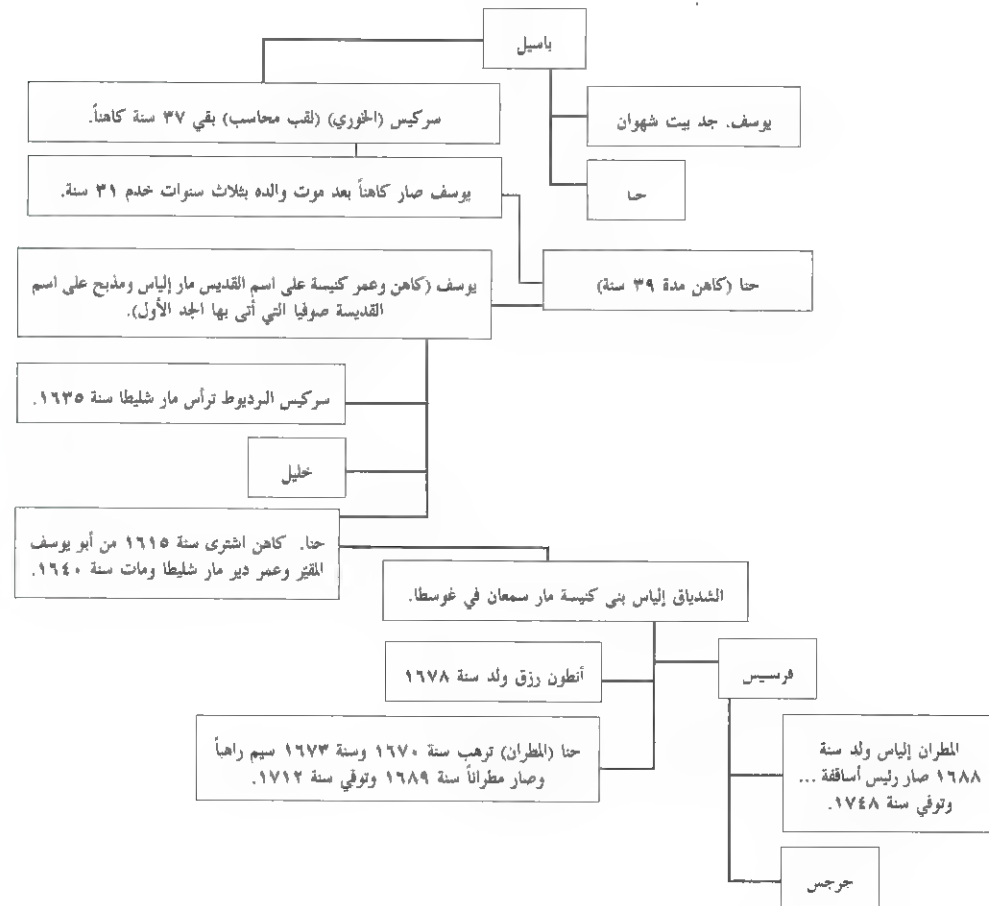 باسيل
سركيس (الخوري) (لقب محاسب) بقي ٣٧ سنة كاهناً.
يوسف. جد بيت شهوان
يوسف صار كاهناً بعد موت والده بثلاث سنوات خدم ٣١ سنة.
حنا
حنا (كاهن مدة ٣٩ سنة)
يوسف (كاهن وعمر كنيسة على اسم القديس مار إلياس ومذبح على اسم
القديسة صوفيا التي أتى بها الجد الأول).
سركيس البرديوط ترأس مار شليطا سنة ١٦٣٥.
خليل
حنا. كاهن اشترى سنة ١٦١٥ من أبو يوسف
المقيّر وعمر دير مار شليطا ومات سنة ١٦٤٠.
الشدياق إلياس بنى كنيسة مار سمعان في غوسطا.
فرنسيس
أنطون رزق ولد سنة ١٦٧٨
حنا (المطران) ترهب سنة ١٦٧٠ وسنة ١٦٧٣ سيم راهباً
وصار مطراناً سنة ١٦٨٩ وتوفي سنة ١٧١٢.
المطران إلياس ولد سنة
١٦٨٨ صار رئيس أساقفة ...
وتوفي سنة ١٧٤٨.
جرجس